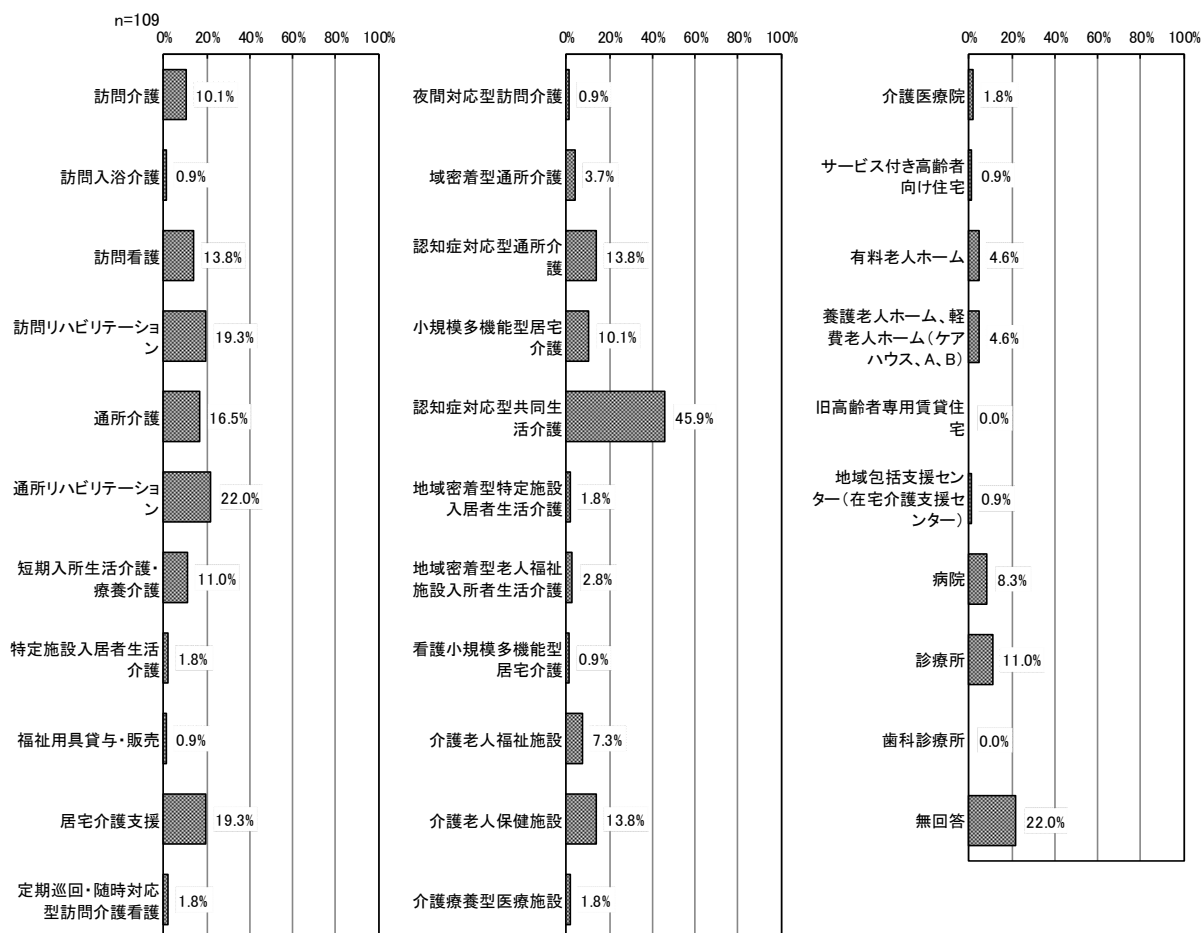 n=109
0% 20% 40% 60% 80% 100%
訪問介護 10.1%
訪問入浴介護 0.9%
訪問看護 13.8%
訪問リハビリテーショ
ン 19.3%
通所介護 16.5%
通所リハビリテーショ
ン 22.0%
短期入所生活介護・
療養介護 11.0%
特定施設入居者生活
介護 1.8%
福祉用具貸与・販売 0.9%
居宅介護支援 19.3%
定期巡回・随時対応
型訪問介護看護 1.8%
0% 20% 40% 60% 80% 100%
夜間対応型訪問介護 0.9%
域密着型通所介護 3.7%
認知症対応型通所介
護 13.8%
小規模多機能型居宅
介護 10.1%
認知症対応型共同生
活介護 45.9%
地域密着型特定施設
入居者生活介護 1.8%
地域密着型老人福祉
施設入所者生活介護 2.8%
看護小規模多機能型
居宅介護 0.9%
介護老人福祉施設 7.3%
介護老人保健施設 13.8%
介護療養型医療施設 1.8%
0% 20% 40% 60% 80% 100%
介護医療院 1.8%
サービス付き高齢者
向け住宅 0.9%
有料老人ホーム 4.6%
養護老人ホーム、軽
費老人ホーム(ケア
ハウス、A、B) 4.6%
旧高齢者専用賃貸住
宅 0.0%
地域包括支援セン
ター(在宅介護支援セ
ンター) 0.9%
病院 8.3%
診療所 11.0%
歯科診療所 0.0%
無回答 22.0%